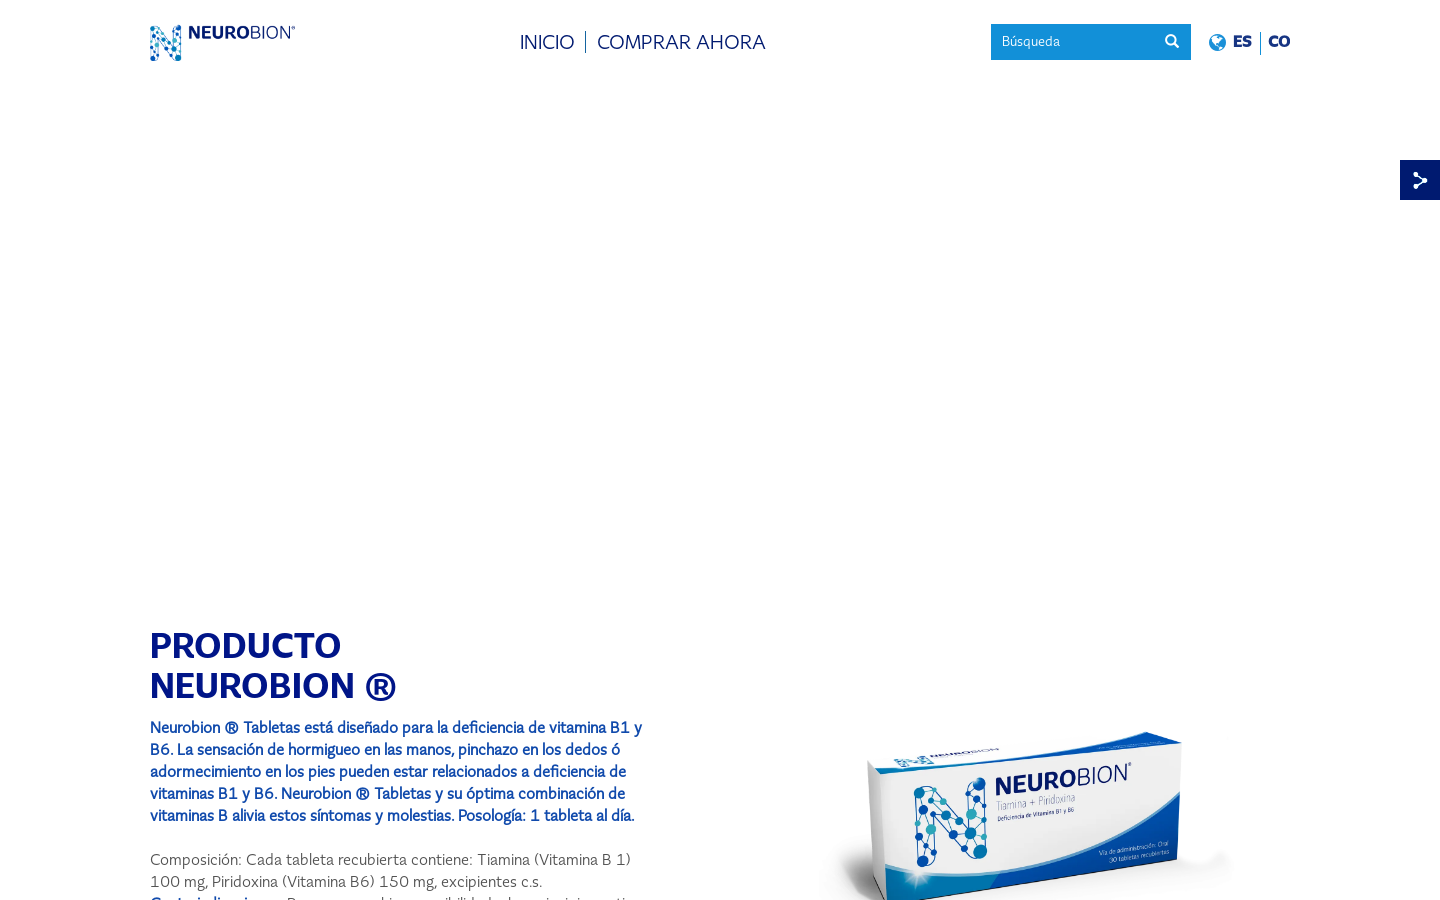 NEUROBION®
INICIO
COMPRAR AHORA
Búsqueda
ES
CO
PRODUCTO
NEUROBION ®
Neurobion ® Tabletas está diseñado para la deficiencia de vitamina B1 y
B6. La sensación de hormigueo en las manos, pinchazo en los dedos ó
adormecimiento en los pies pueden estar relacionados a deficiencia de
vitaminas B1 y B6. Neurobion ® Tabletas y su óptima combinación de
vitaminas B alivia estos síntomas y molestias. Posología: 1 tableta al día.
Composición: Cada tableta recubierta contiene: Tiamina (Vitamina B 1)
100 mg, Piridoxina (Vitamina B6) 150 mg, excipientes c.s.
NEUROBION
NEUROBION®
Tiamina + Piridoxina
Deficiencia de Vitamina B1 y B6
Vía de administración: Oral
30 tabletas recubiertas